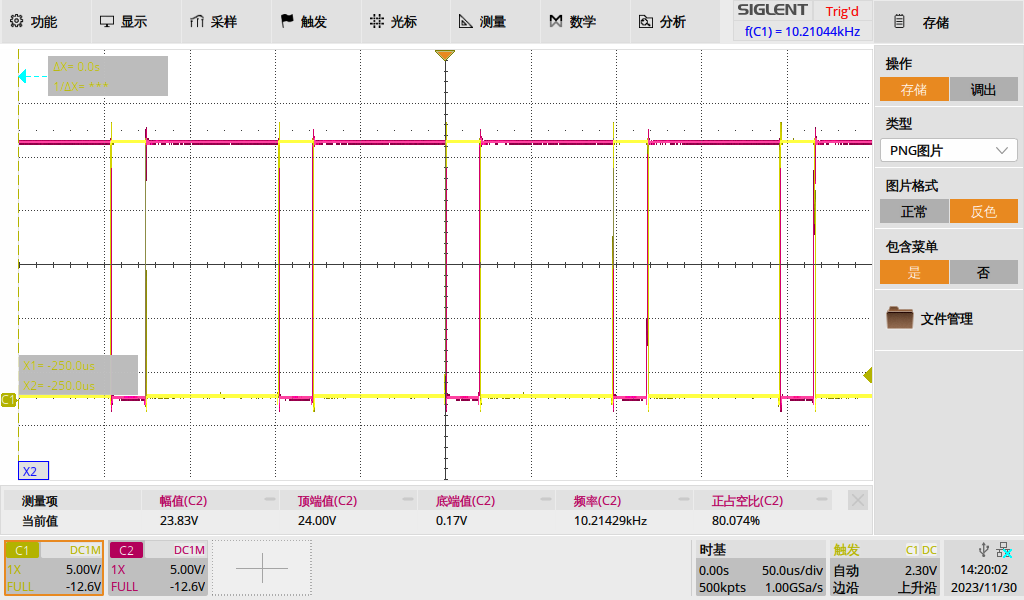 功能 显示 采样 触发 光标 测量 数学 分析 SIGLENT Trig'd 存储
f(C1) = 10.21044kHz
ΔX= 0.0s
1/ΔX= ***
操作
存储 调出
类型
PNG图片
图片格式
正常 反色
包含菜单
是 否
文件管理
X1= -250.0us
X2= -250.0us
C1
X2
测量项 幅值(C2) 顶端值(C2) 底端值(C2) 频率(C2) 正占空比(C2)
当前值 23.83V 24.00V 0.17V 10.21429kHz 80.074%
C1 DC1M
1X 5.00V/
FULL -12.6V
C2 DC1M
1X 5.00V/
FULL -12.6V
时基
0.00s 50.0us/div
500kpts 1.00GSa/s
触发 C1 DC
自动 2.30V
边沿 上升沿
14:20:02
2023/11/30